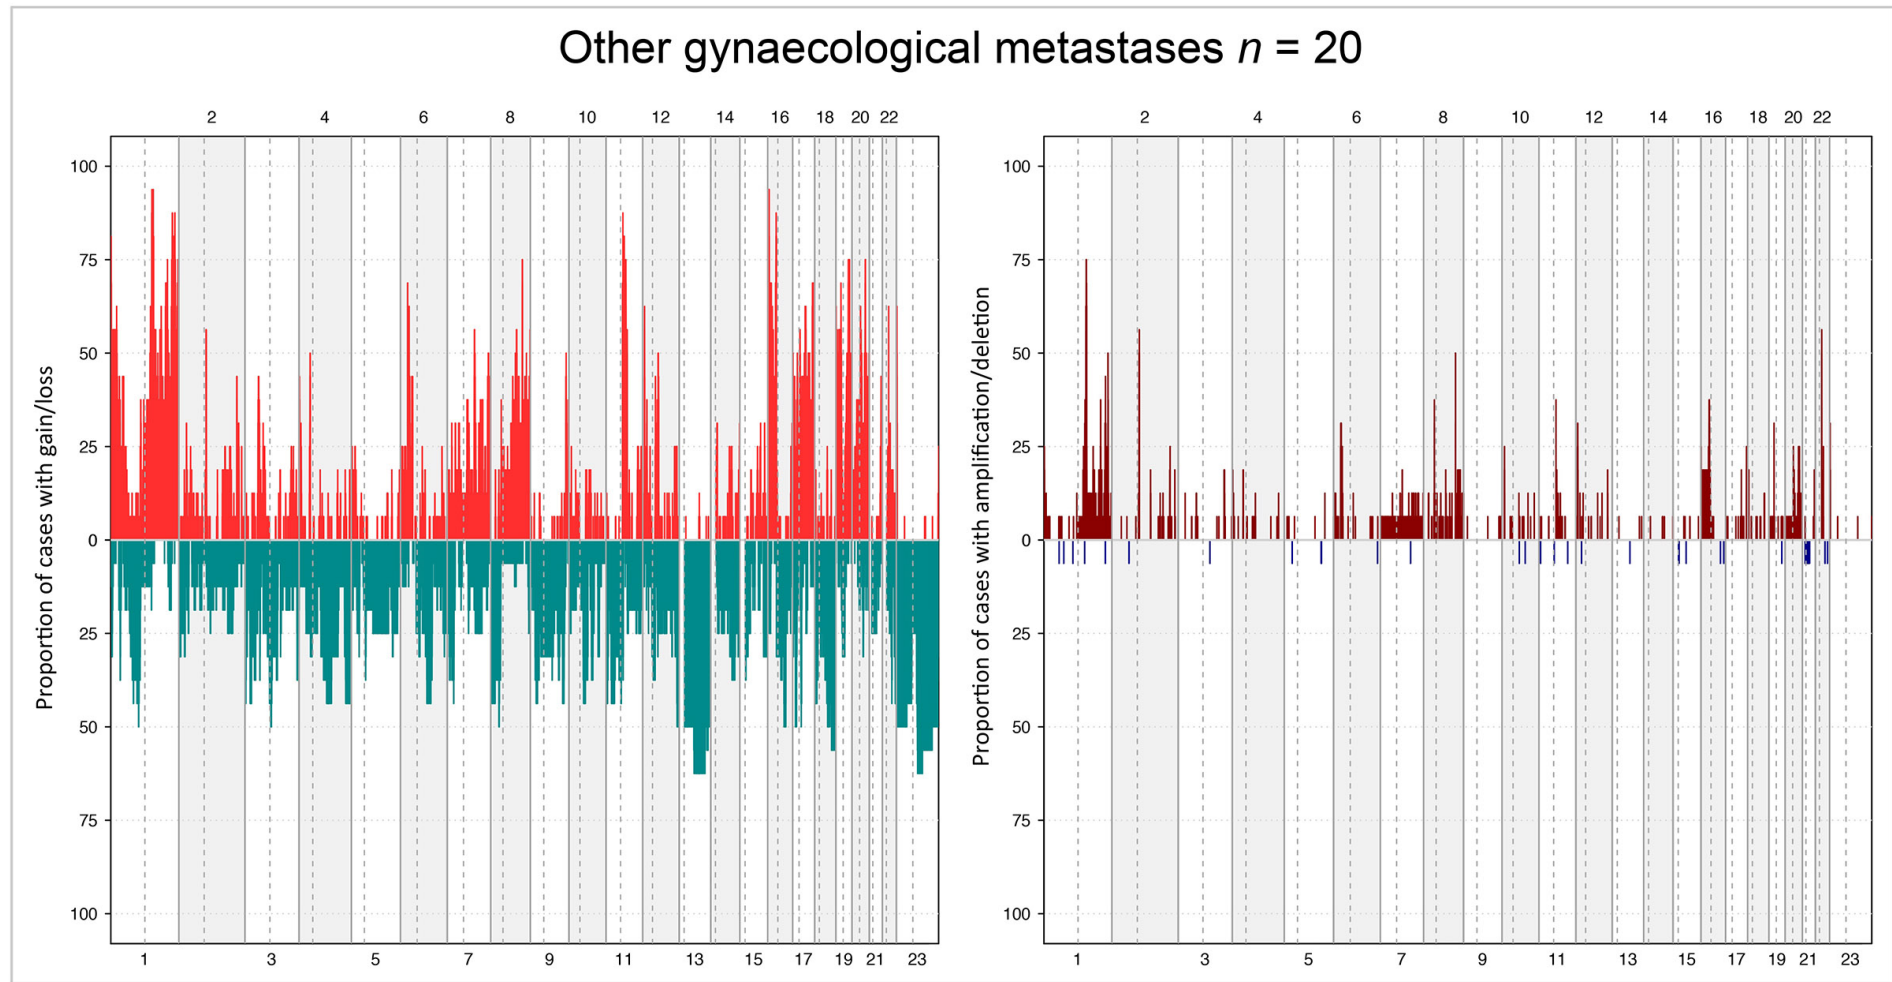 Other gynaecological metastases n = 20
2 4 6 8 10 12 14 16 18 20 22
100
75
50
25
0
25
50
75
100
Proportion of cases with gain/loss
1 3 5 7 9 11 13 15 17 19 21 23
2 4 6 8 10 12 14 16 18 20 22
100
75
50
25
0
25
50
75
100
Proportion of cases with amplification/deletion
1 3 5 7 9 11 13 15 17 19 21 23